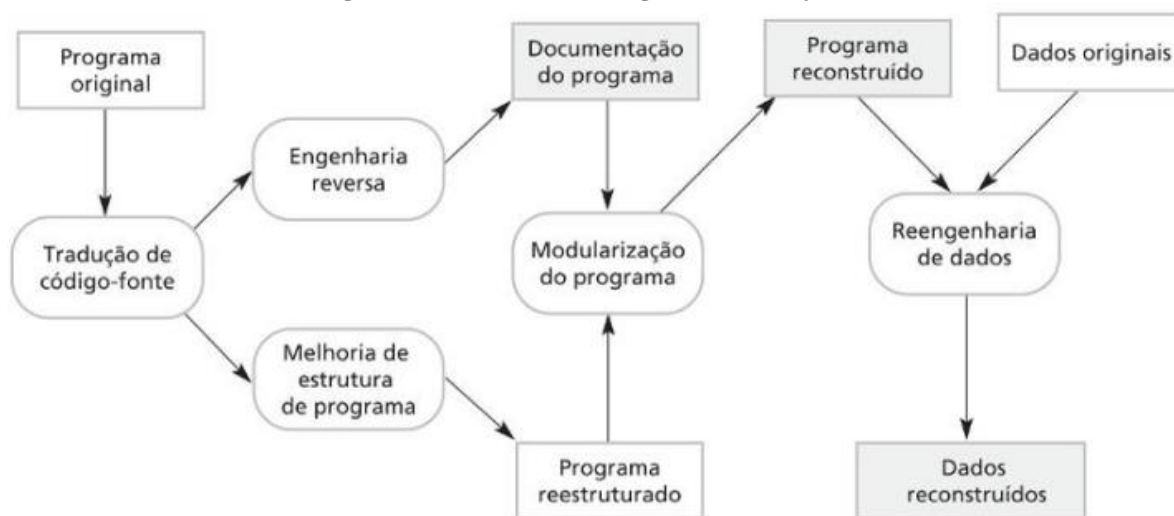 Programa
original
Documentação
do programa
Programa
reconstruído
Dados originais
Engenharia
reversa
Tradução de
código-fonte
Modularização
do programa
Reengenharia
de dados
Melhoria de
estrutura
de programa
Programa
reestruturado
Dados
reconstruídos